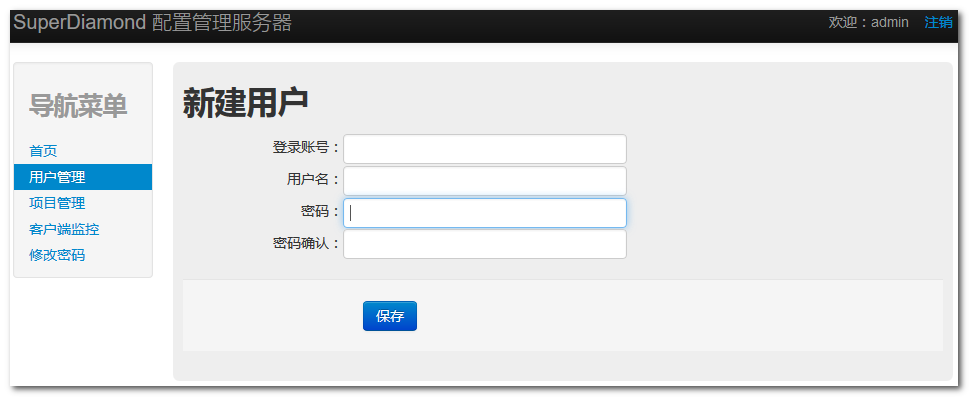 SuperDiamond 配置管理服务器
欢迎：admin 注销
导航菜单
首页
用户管理
项目管理
客户端监控
修改密码
新建用户
登录账号：
用户名：
密码：
密码确认：
保存